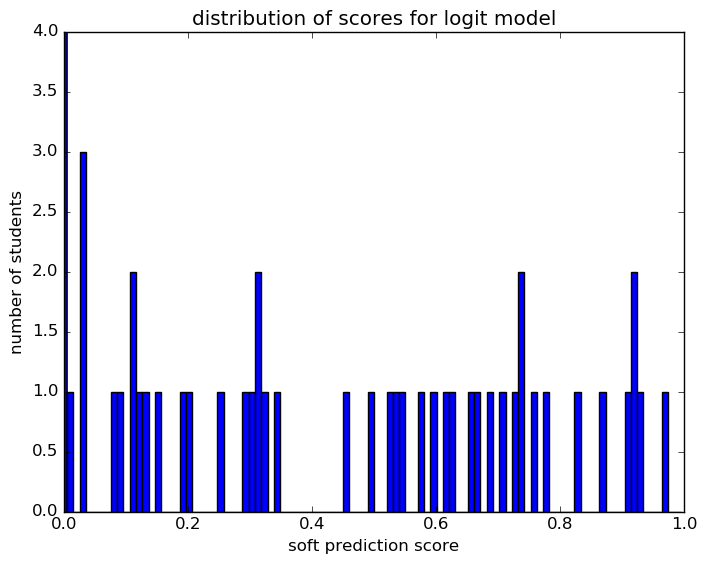 distribution of scores for logit model
4.0
3.5
3.0
2.5
2.0
1.5
1.0
0.5
0.0
number of students
0.0 0.2 0.4 0.6 0.8 1.0
soft prediction score